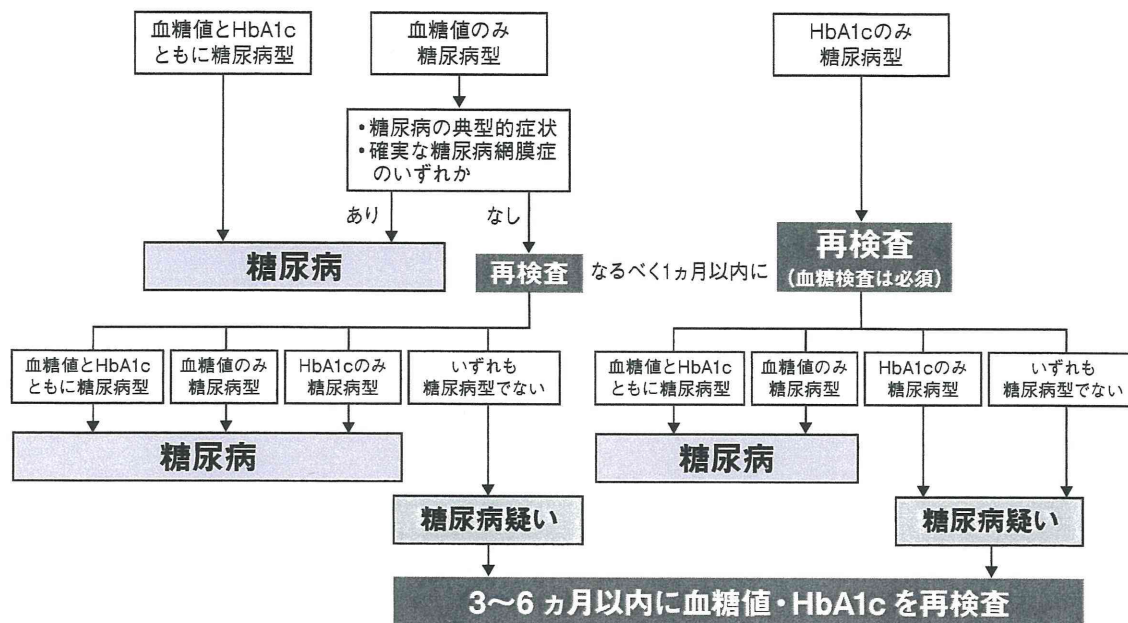 血糖値とHbA1c
ともに糖尿病型
血糖値のみ
糖尿病型
HbA1cのみ
糖尿病型
・糖尿病の典型的症状
・確実な糖尿病網膜症
のいずれか
あり
なし
糖尿病
再検査
なるべく1ヵ月以内に
再検査
(血糖検査は必須)
血糖値とHbA1c
ともに糖尿病型
血糖値のみ
糖尿病型
HbA1cのみ
糖尿病型
いずれも
糖尿病型でない
血糖値とHbA1c
ともに糖尿病型
血糖値のみ
糖尿病型
HbA1cのみ
糖尿病型
いずれも
糖尿病型でない
糖尿病
糖尿病
糖尿病疑い
糖尿病疑い
3〜6ヵ月以内に血糖値・HbA1cを再検査